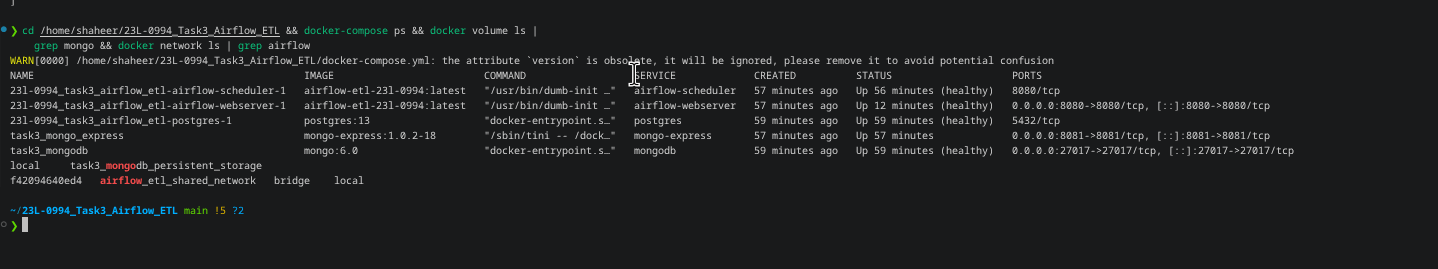 ]
❯ cd /home/shaheer/23L-0994_Task3_Airflow_ETL && docker-compose ps && docker volume ls |
grep mongo && docker network ls | grep airflow
WARN[0000] /home/shaheer/23L-0994_Task3_Airflow_ETL/docker-compose.yml: the attribute `version` is obsolete, it will be ignored, please remove it to avoid potential confusion
NAME IMAGE COMMAND SERVICE CREATED STATUS PORTS
23l-0994_task3_airflow_etl-airflow-scheduler-1 airflow-etl-23l-0994:latest "/usr/bin/dumb-init …" airflow-scheduler 57 minutes ago Up 56 minutes (healthy) 8080/tcp
23l-0994_task3_airflow_etl-airflow-webserver-1 airflow-etl-23l-0994:latest "/usr/bin/dumb-init …" airflow-webserver 57 minutes ago Up 12 minutes (healthy) 0.0.0.0:8080->8080/tcp, [::]:8080->8080/tcp
23l-0994_task3_airflow_etl-postgres-1 postgres:13 "docker-entrypoint.s…" postgres 59 minutes ago Up 59 minutes (healthy) 5432/tcp
task3_mongo_express mongo-express:1.0.2-18 "/sbin/tini -- /dock…" mongo-express 57 minutes ago Up 57 minutes 0.0.0.0:8081->8081/tcp, [::]:8081->8081/tcp
task3_mongodb mongo:6.0 "docker-entrypoint.s…" mongodb 59 minutes ago Up 59 minutes (healthy) 0.0.0.0:27017->27017/tcp, [::]:27017->27017/tcp
local task3_mongodb_persistent_storage
f42094640ed4 airflow_etl_shared_network bridge local
~/23L-0994_Task3_Airflow_ETL main !5 ?2
❯